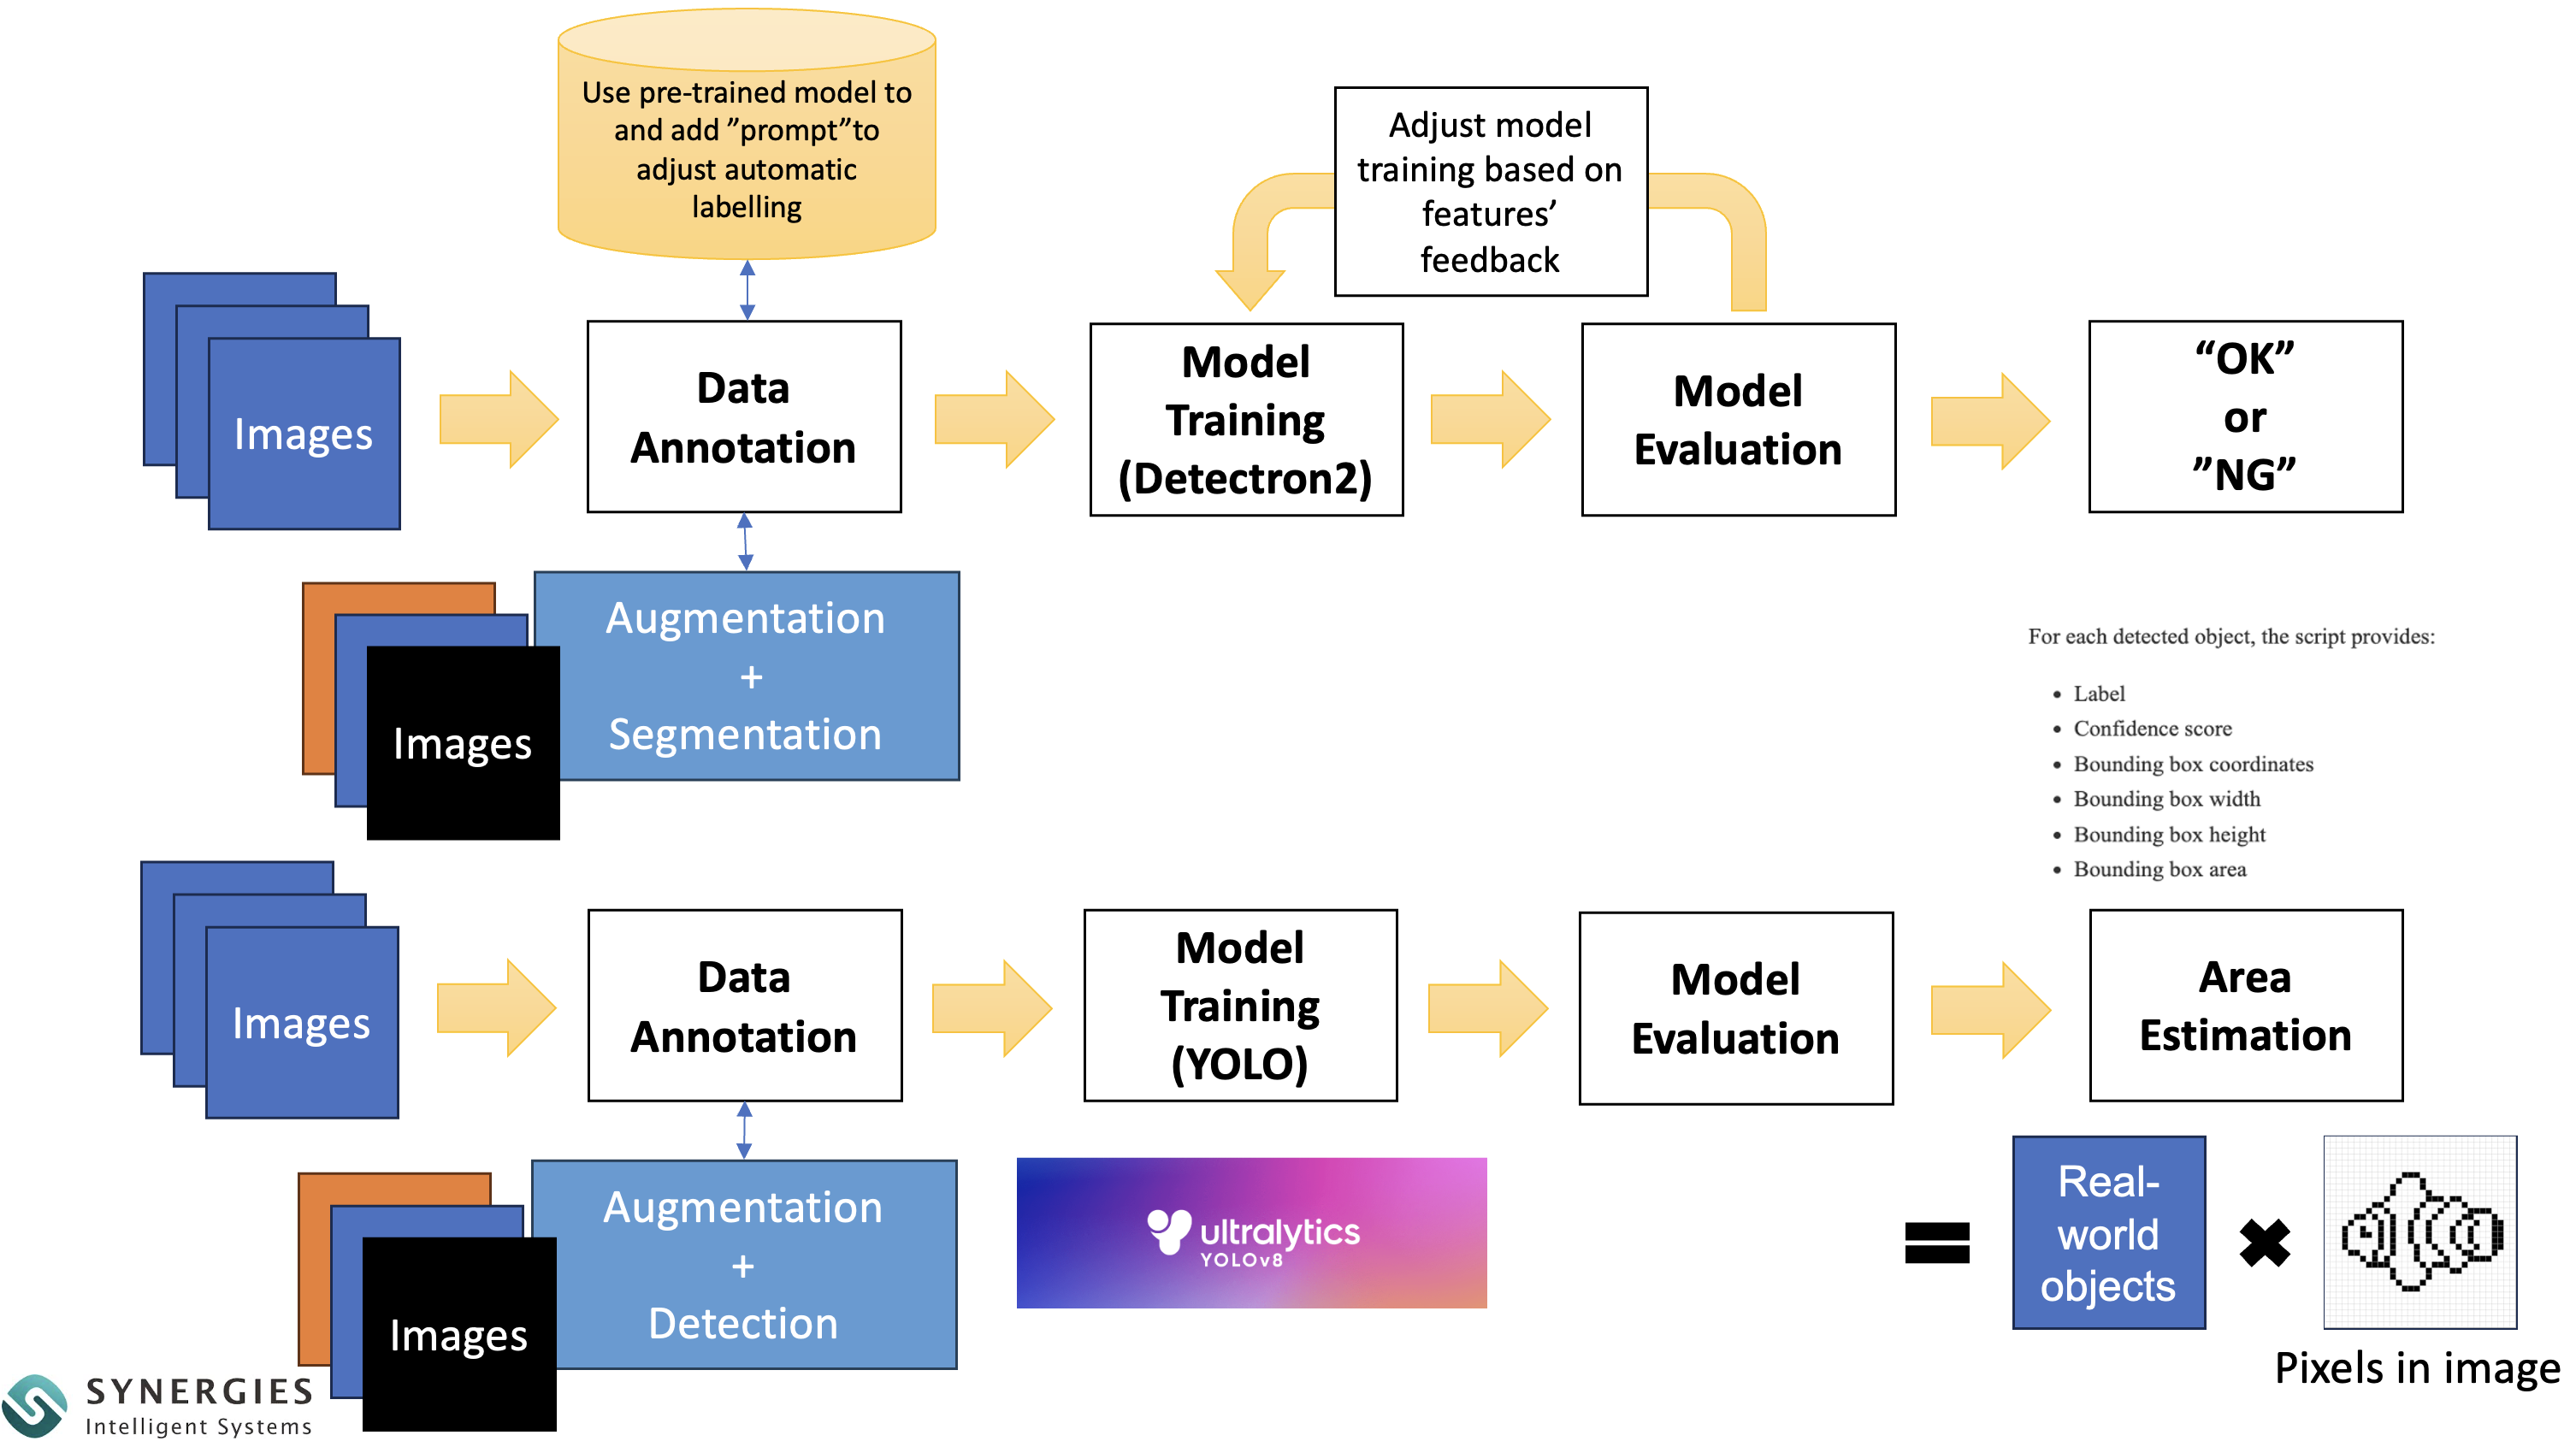 Use pre-trained model to
and add ”prompt”to
adjust automatic
labelling
Adjust model
training based on
features’
feedback
Images
Data
Annotation
Model
Training
(Detectron2)
Model
Evaluation
“OK”
or
”NG”
Images
Augmentation
+
Segmentation
For each detected object, the script provides:
• Label
• Confidence score
• Bounding box coordinates
• Bounding box width
• Bounding box height
• Bounding box area
Images
Data
Annotation
Model
Training
(YOLO)
Model
Evaluation
Area
Estimation
Images
Augmentation
+
Detection
ultralytics
YOLOv8
=
Real-
world
objects
✖
Pixels in image
SYNERGIES
Intelligent Systems